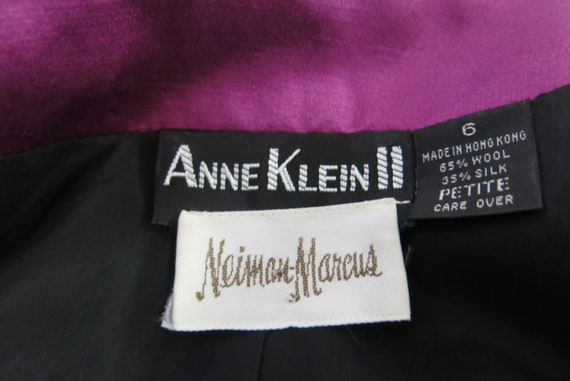 ANNE KLEIN II
6
MADE IN HONG KONG
65% WOOL
35% SILK
PETITE
CARE OVER
Neiman-Marcus